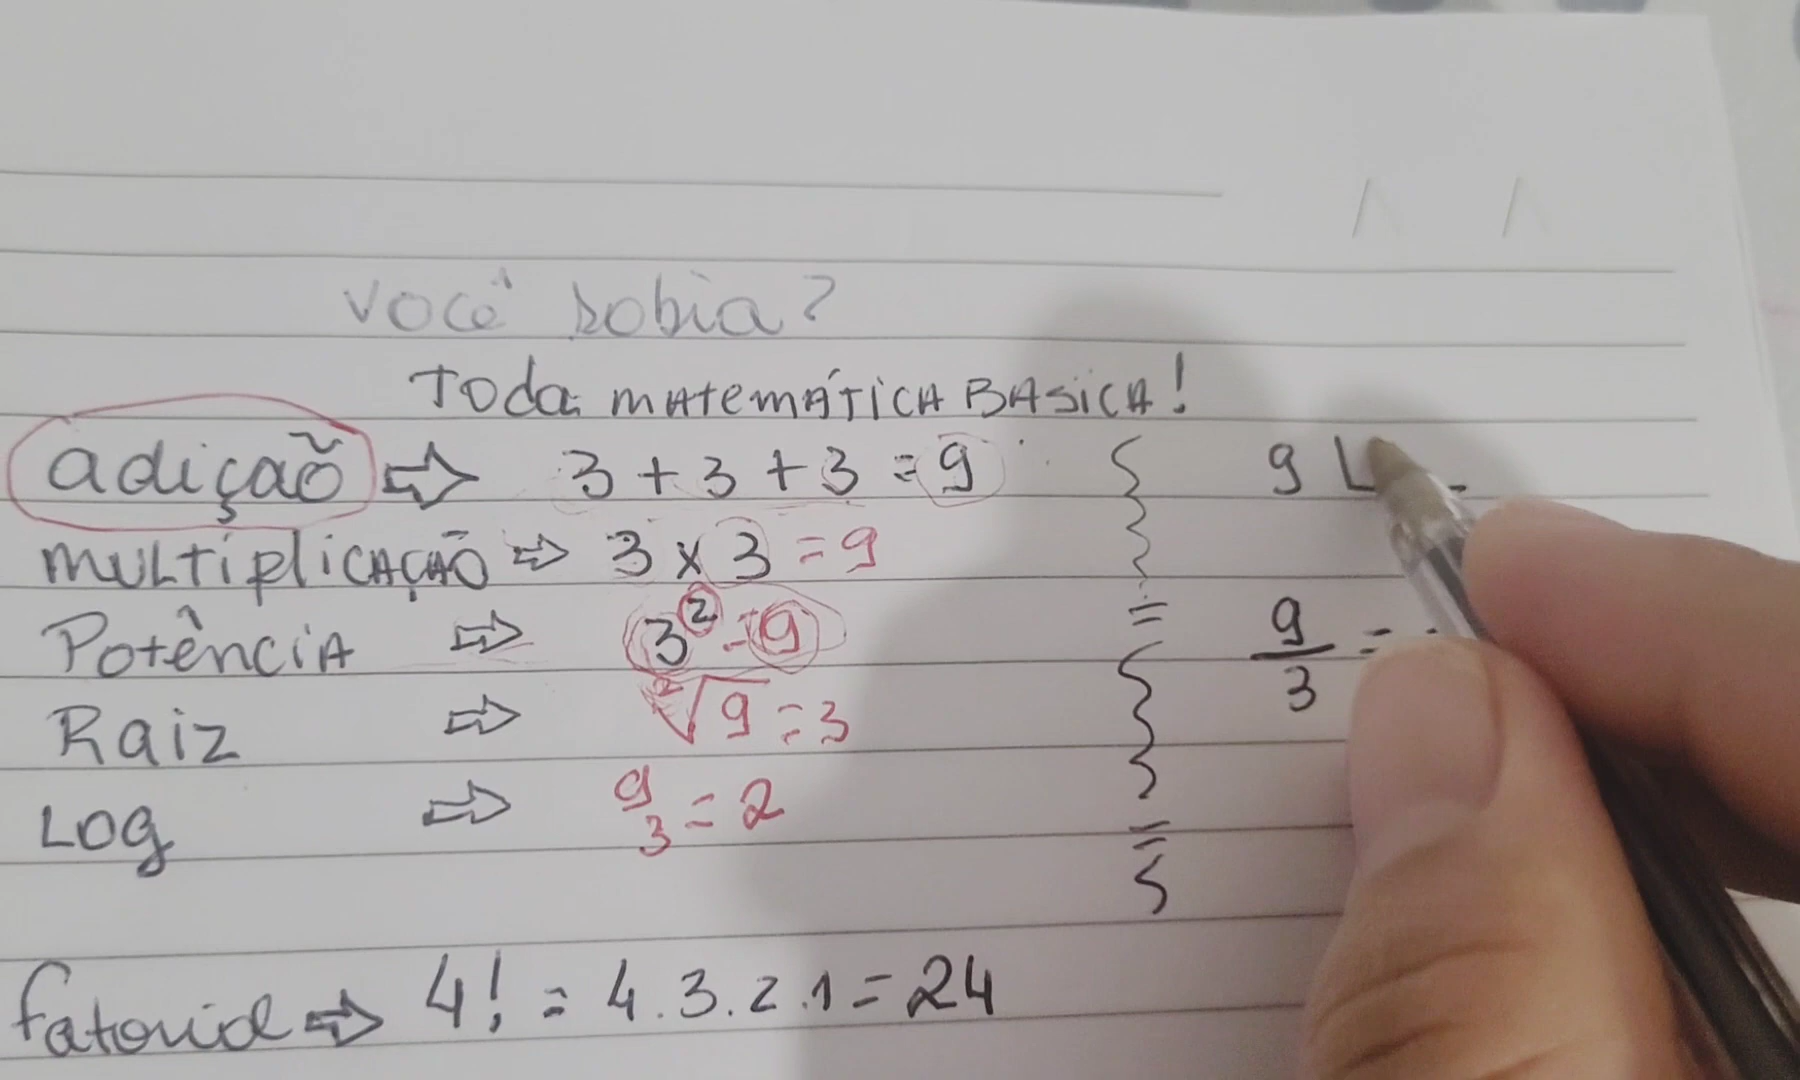 você sabia?
Toda matemática Basica!
adição ⇨ 3 + 3 + 3 = 9
multiplicação ⇨ 3 x 3 = 9
Potência ⇨ 3² = 9
Raiz ⇨ ²√9 = 3
Log ⇨ 9 3 = 2
fatorial ⇨ 4! = 4.3.2.1 = 24
9
9/3 =